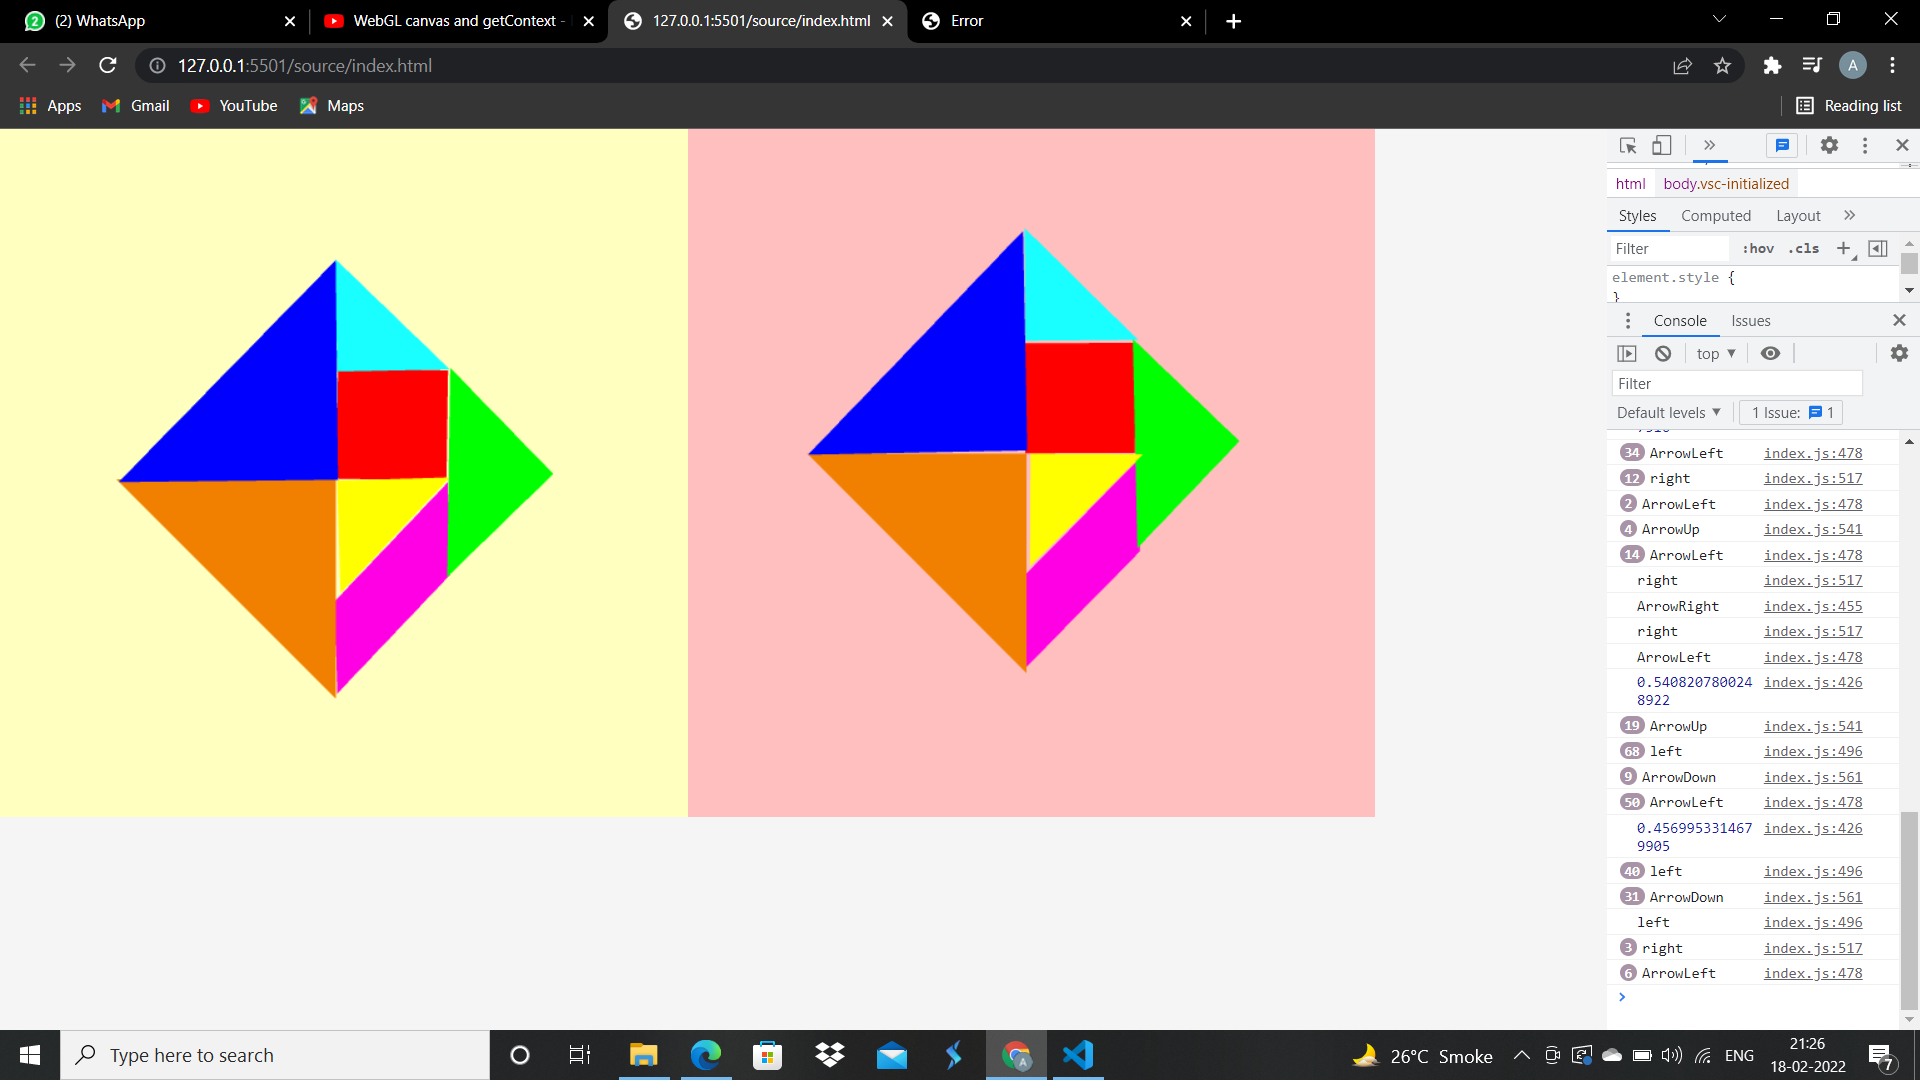 (2) WhatsApp
WebGL canvas and getContext -
127.0.0.1:5501/source/index.html
Error
127.0.0.1:5501/source/index.html
A
Apps
Gmail
YouTube
Maps
Reading list
html body.vsc-initialized
Styles Computed Layout
Filter :hov .cls
element.style {
}
Console Issues
top
Filter
Default levels 1 Issue: 1
34 ArrowLeft index.js:478
12 right index.js:517
2 ArrowLeft index.js:478
4 ArrowUp index.js:541
14 ArrowLeft index.js:478
right index.js:517
ArrowRight index.js:455
right index.js:517
ArrowLeft index.js:478
0.540820780024 index.js:426
8922
19 ArrowUp index.js:541
68 left index.js:496
9 ArrowDown index.js:561
50 ArrowLeft index.js:478
0.456995331467 index.js:426
9905
40 left index.js:496
31 ArrowDown index.js:561
left index.js:496
3 right index.js:517
6 ArrowLeft index.js:478
Type here to search
26°C Smoke
ENG
21:26
18-02-2022
7